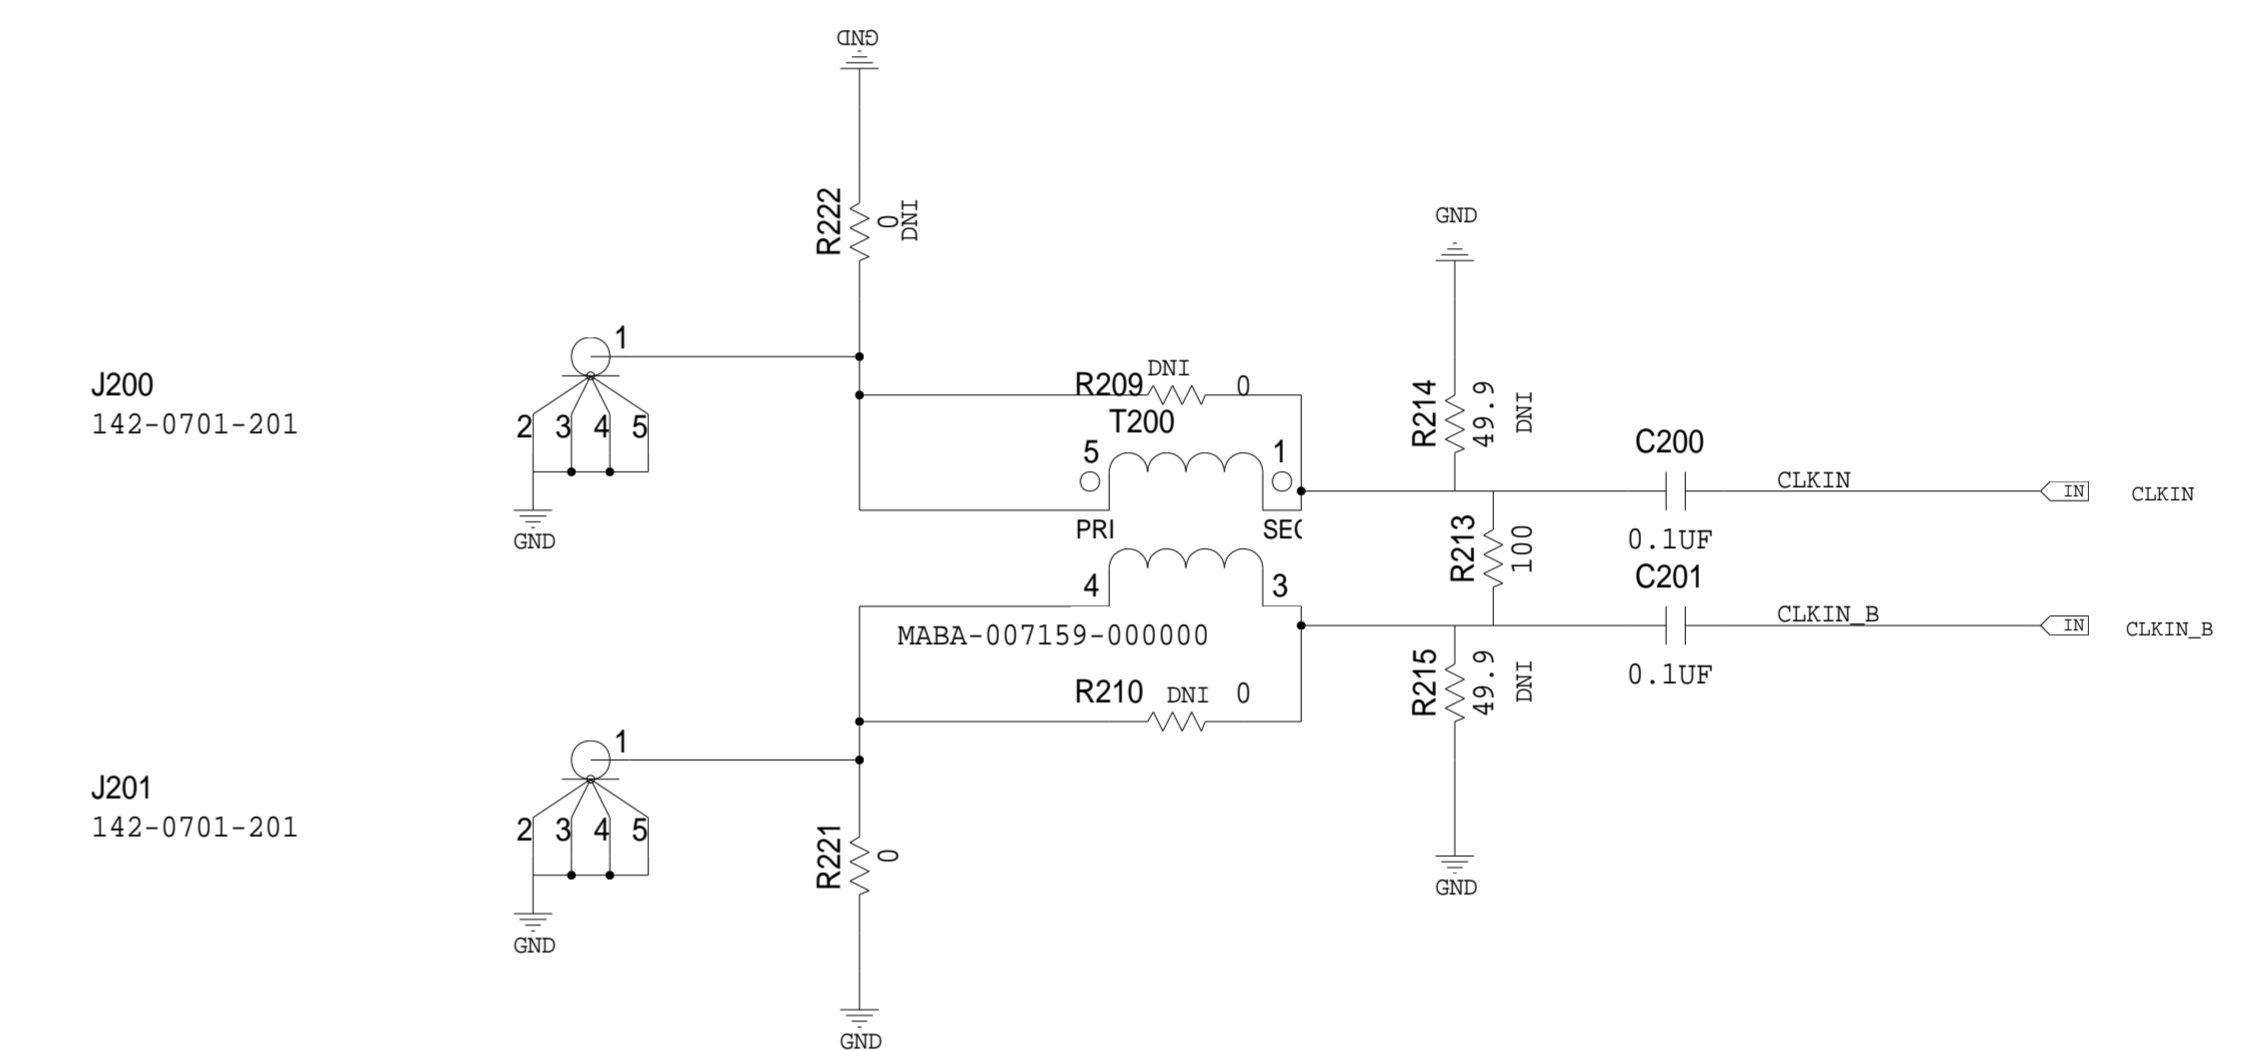 GND
R222
0
DNI
GND
1
J200
142-0701-201
2 3 4 5
GND
R209 DNI 0
T200
5 1
PRI SEC
4 3
MABA-007159-000000
R210 DNI 0
R214
49.9
DNI
C200
0.1UF
CLKIN
IN CLKIN
R213
100
C201
0.1UF
CLKIN_B
IN CLKIN_B
R215
49.9
DNI
GND
1
J201
142-0701-201
2 3 4 5
GND
R221
0
GND